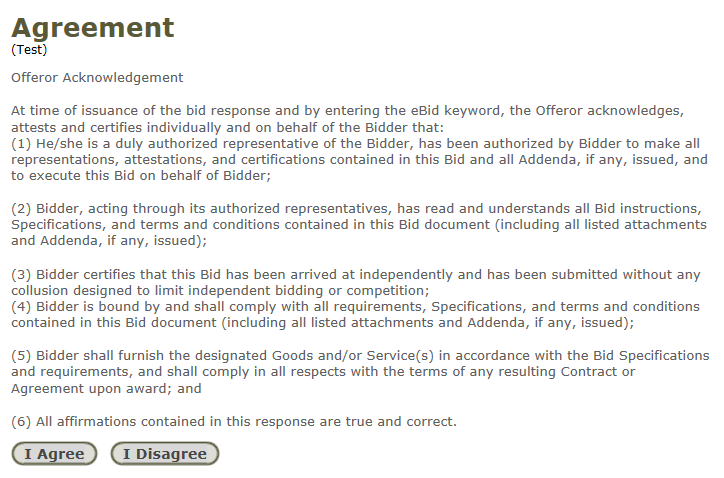 Agreement
(Test)
Offeror Acknowledgement
At time of issuance of the bid response and by entering the eBid keyword, the Offeror acknowledges,
attests and certifies individually and on behalf of the Bidder that:
(1) He/she is a duly authorized representative of the Bidder, has been authorized by Bidder to make all
representations, attestations, and certifications contained in this Bid and all Addenda, if any, issued, and
to execute this Bid on behalf of Bidder;
(2) Bidder, acting through its authorized representatives, has read and understands all Bid instructions,
Specifications, and terms and conditions contained in this Bid document (including all listed attachments
and Addenda, if any, issued);
(3) Bidder certifies that this Bid has been arrived at independently and has been submitted without any
collusion designed to limit independent bidding or competition;
(4) Bidder is bound by and shall comply with all requirements, Specifications, and terms and conditions
contained in this Bid document (including all listed attachments and Addenda, if any, issued);
(5) Bidder shall furnish the designated Goods and/or Service(s) in accordance with the Bid Specifications
and requirements, and shall comply in all respects with the terms of any resulting Contract or
Agreement upon award; and
(6) All affirmations contained in this response are true and correct.
I Agree I Disagree